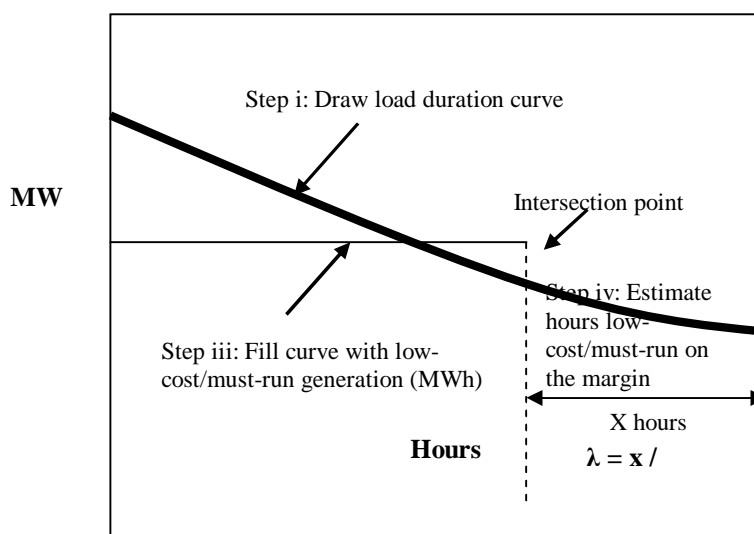 Step i: Draw load duration curve
MW
Intersection point
Step iv: Estimate
hours low-
cost/must-run on
the margin
Step iii: Fill curve with low-
cost/must-run generation (MWh)
X hours
Hours
λ = x /